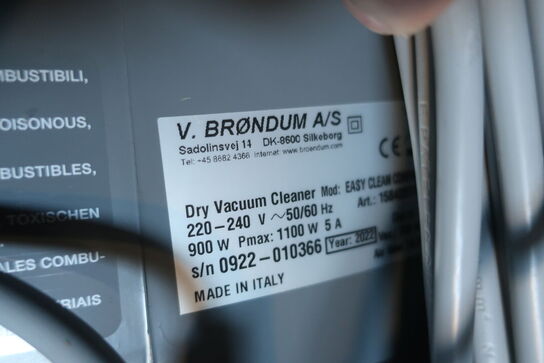 MBUSTIBILI,
OISONOUS,
BUSTIBLES,
TOXISCHEN
ALES COMBU-
ERIAIS
V. BRØNDUM A/S
Sadolinsvej 14 DK-8600 Silkeborg
Tel: +45 8682 4366 Internet: www.broendum.com
CE
Dry Vacuum Cleaner Mod: EASY CLEAN
220-240 V ~50/60 Hz Art.:
900 W Pmax: 1100 W 5 A
s/n 0922-010366 Year: 2022
MADE IN ITALY